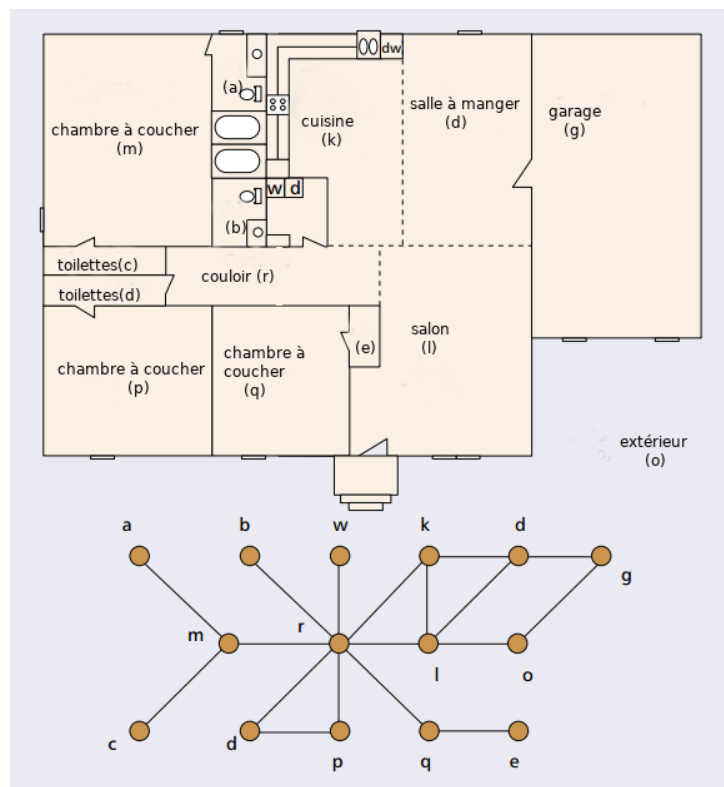 dw
(a)
salle à manger
(d)
garage
(g)
chambre à coucher
(m)
cuisine
(k)
w d
(b)
toilettes(c)
couloir (r)
toilettes(d)
salon
(l)
(e)
chambre à
coucher
(q)
chambre à coucher
(p)
extérieur
(o)
a b w k d
g
m r
l o
c d
p q e